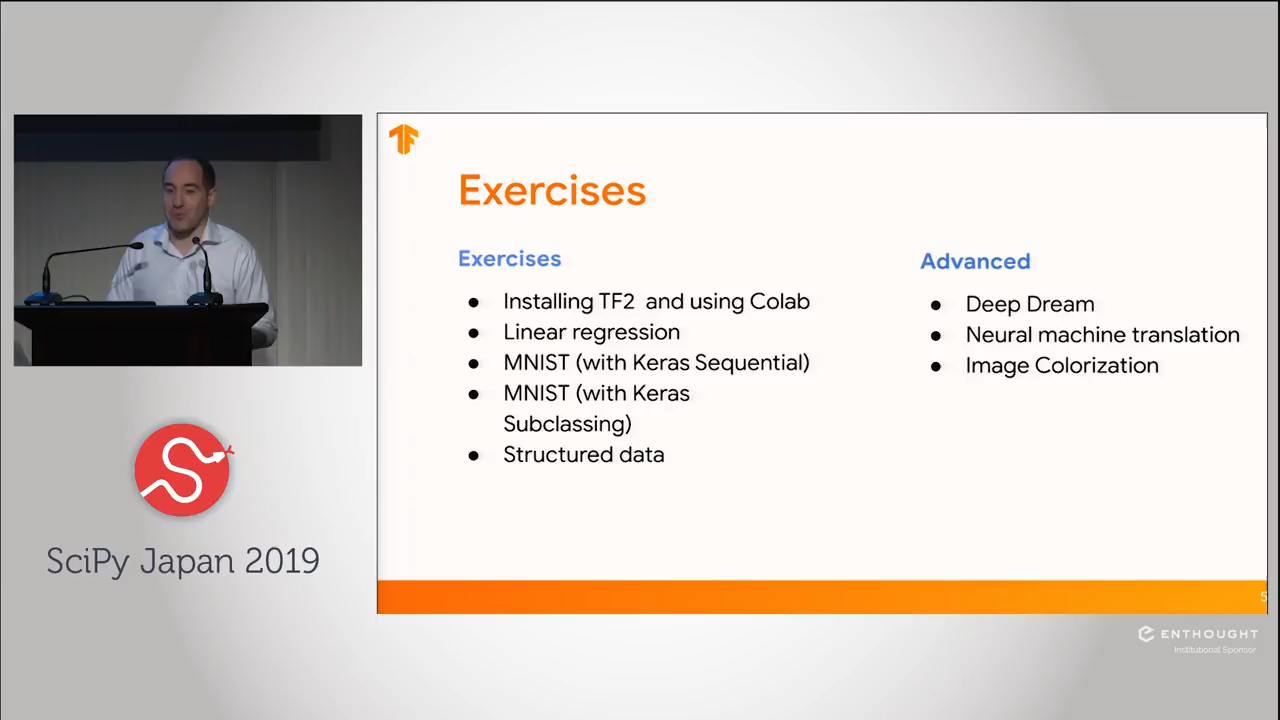 Exercises
Exercises
Installing TF2 and using Colab
Linear regression
MNIST (with Keras Sequential)
MNIST (with Keras
Subclassing)
Structured data
Advanced
Deep Dream
Neural machine translation
Image Colorization
5
SciPy Japan 2019
ENTHOUGHT
Institutional Sponsor